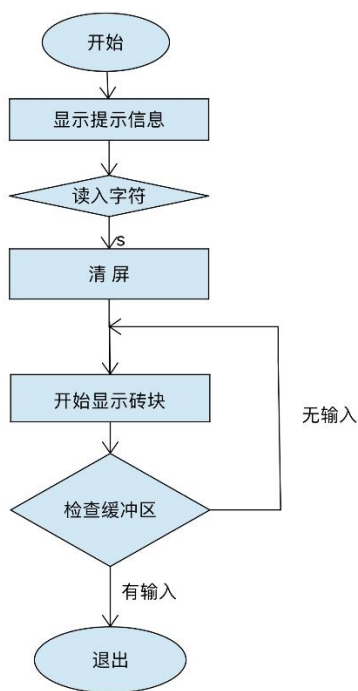 开始
显示提示信息
读入字符
s
清 屏
开始显示砖块
无输入
检查缓冲区
有输入
退出